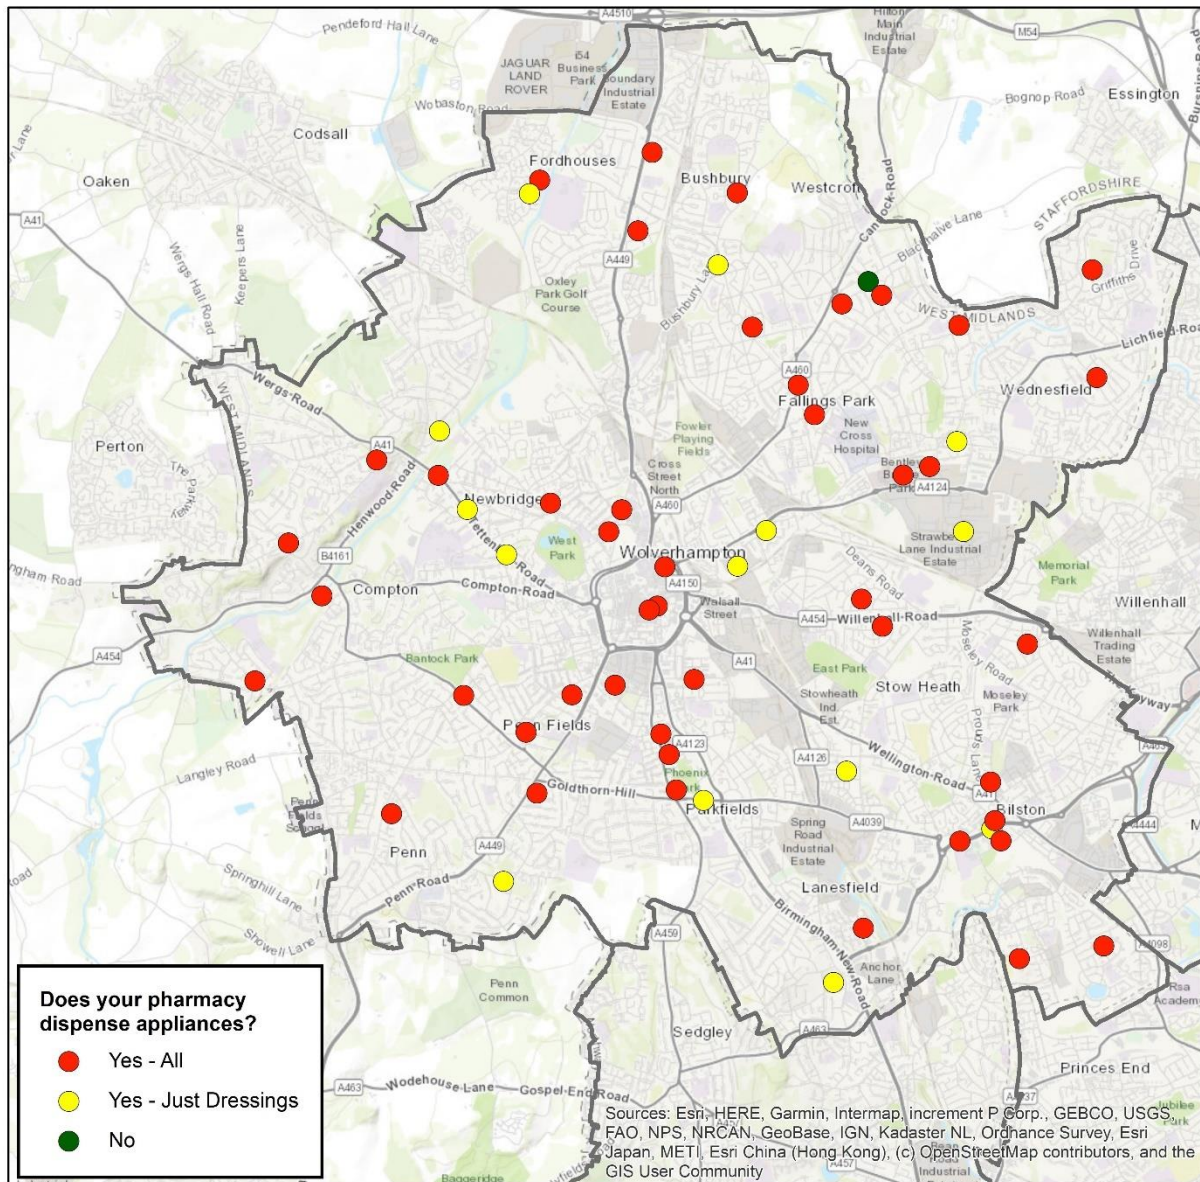 A4510
Pendeford Hall Lane
Hilton
Main
Industrial
Estate
M54
JAGUAR
LAND
ROVER
i54
Business
Park
Boundary
Industrial
Estate
Wobaston Road
Bognop Road
Essington
Codsall
Oaken
Fordhouses
Bushbury
Westcroft
Cannock-Road
STAFFORDSHIRE
A41
Wergs Hall Road
Keepers Lane
A449
Blackhalve Lane
Griffiths Drive
Oxley
Park Golf
Course
Bushbury Lane
WEST MIDLANDS
Lichfield-Road
Wergs-Road
WEST MIDLANDS
A460
Fallings Park
Wednesfield
Perton
The Parkway
A41
Fowler
Playing
Fields
New
Cross
Hospital
Henwood-Road
Cross
Street
North
A4124
Newbridge
A460
West
Park
Wolverhampton
Lane Industrial
Estate
B4161
Compton
Compton-Road
Deans Road
Memorial
Park
A4150
Walsall
Street
A454
Willenhall-Road
Willenhall
A454
Bantock Park
A41
East Park
Moseley Road
Willenhall
Trading
Estate
Stowheath
Ind.
Est.
Stow Heath
Moseley
Park
The Keyway
Penn Fields
Langley Road
A4123
A4126
Wellington-Road
Prouds Lane
Phoenix
Goldthorn-Hill
Parkfields
A41
Bilston
A4039
Spring
Road
Industrial
Estate
Penn
A449
Springhill Lane
Penn-Road
Lanesfield
Showell Lane
Birmingham-New-Road
A459
A4098
Anchor
Lane
Rsa
Academy
Penn
Common
Sedgley
A463
Princes End
A463
Wodehouse-Lane
Gospel-End-Road
Jubilee
Park
A457
Baggeridge
Does your pharmacy
dispense appliances?
Yes - All
Yes - Just Dressings
No
Sources: Esri, HERE, Garmin, Intermap, increment P Corp., GEBCO, USGS,
FAO, NPS, NRCAN, GeoBase, IGN, Kadaster NL, Ordnance Survey, Esri
Japan, METI, Esri China (Hong Kong), (c) OpenStreetMap contributors, and the
GIS User Community